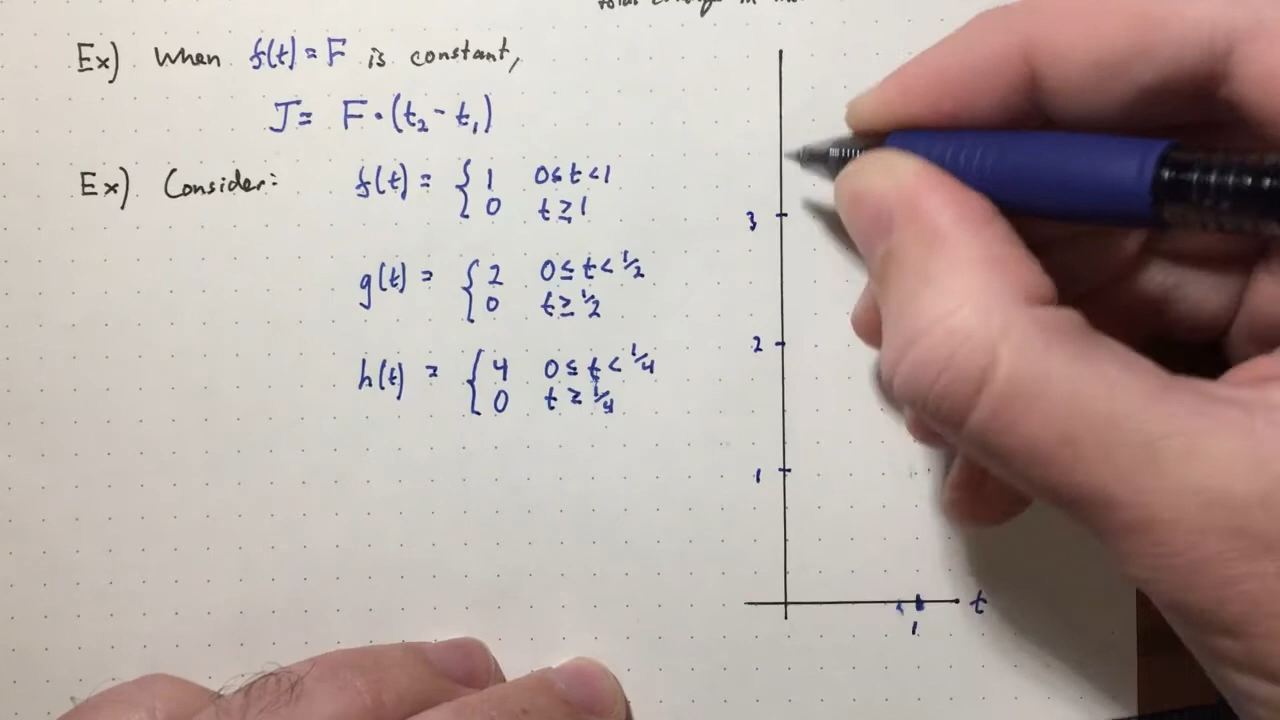 Ex) When f(t) = F is constant,
J = F·(t₂ - t₁)
Ex) Consider: f(t) = { 1 0≤t<1
0 t≥1
g(t) = { 2 0≤t<1/2
0 t≥1/2
h(t) = { 4 0≤t<1/4
0 t≥1/4
3
2
1
t
1